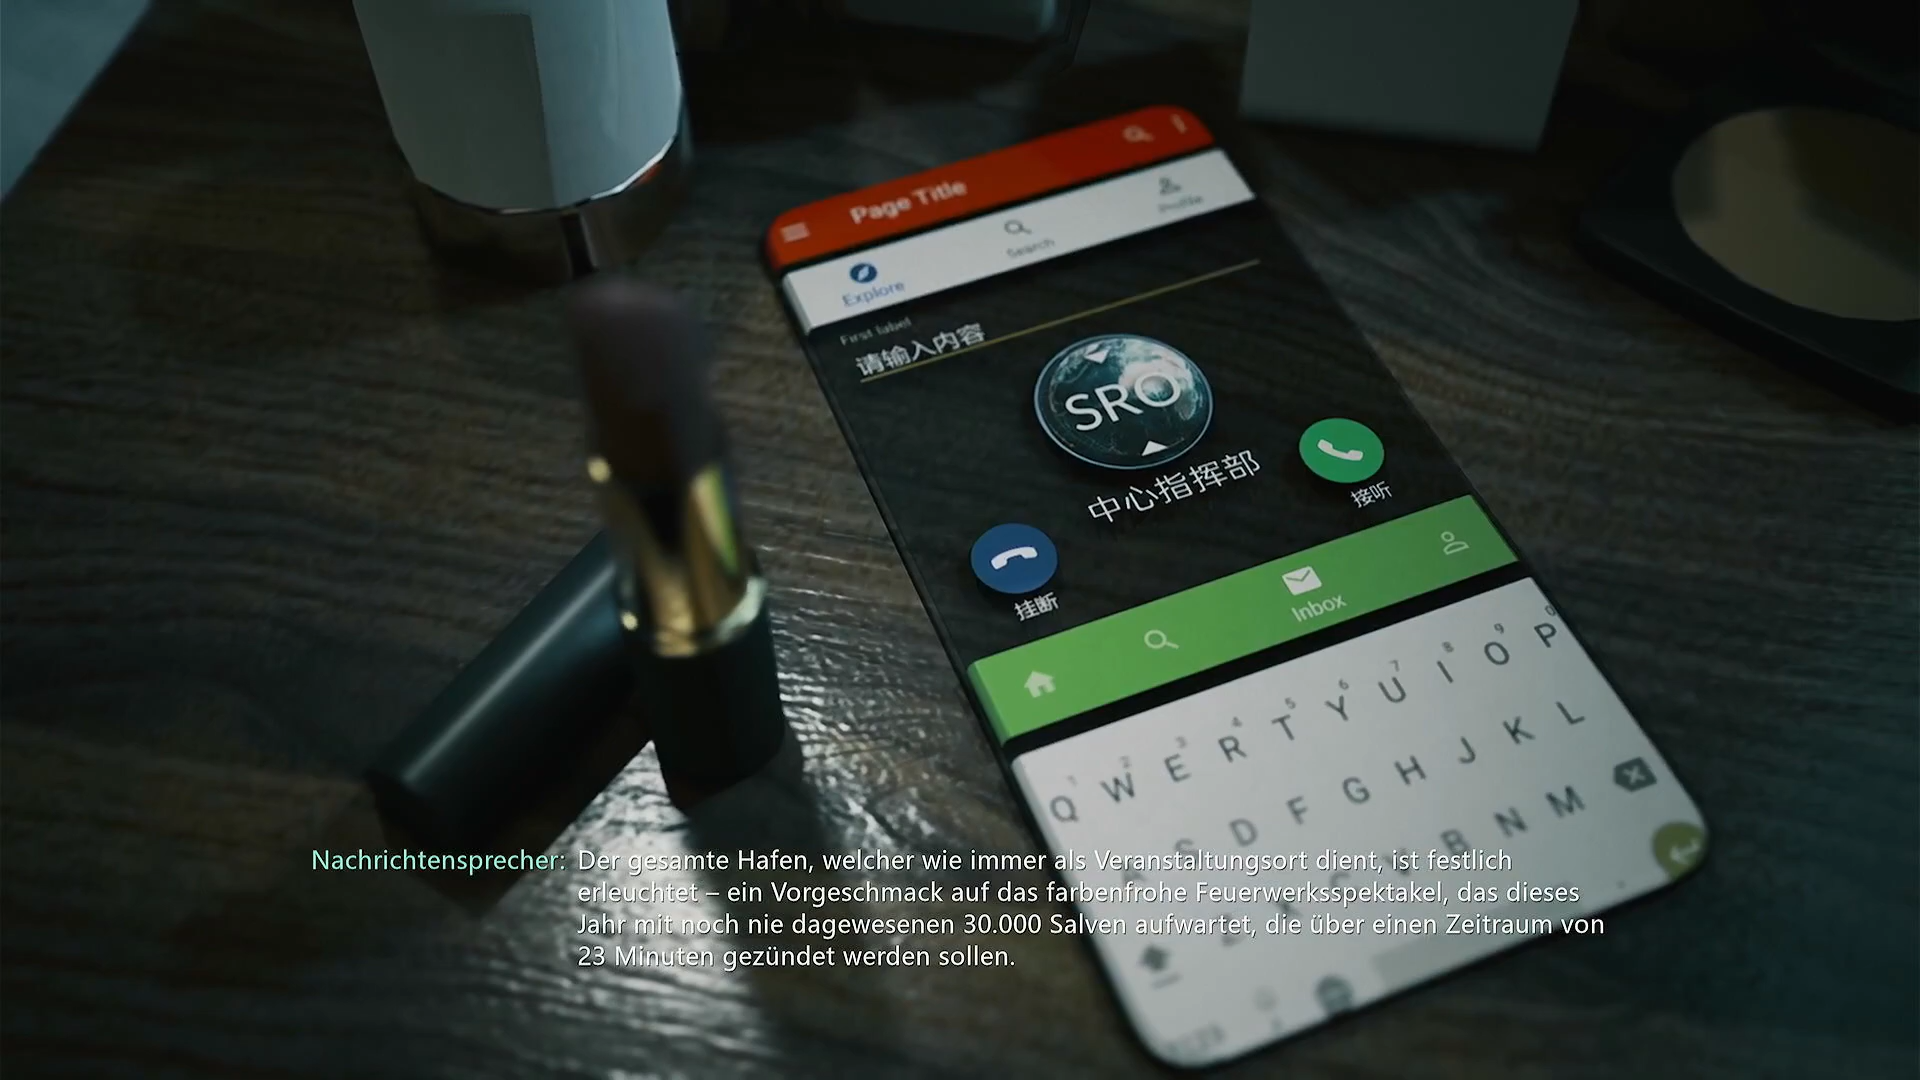 Page Title
Explore
Search
Profile
First label
请输入内容
SRO
中心指挥部
接听
挂断
Inbox
Q W E R T Y U I O P
1 2 3 4 5 6 7 8 9 0
D F G H J K L
B N M
Nachrichtensprecher: Der gesamte Hafen, welcher wie immer als Veranstaltungsort dient, ist festlich
erleuchtet – ein Vorgeschmack auf das farbenfrohe Feuerwerksspektakel, das dieses
Jahr mit noch nie dagewesenen 30.000 Salven aufwartet, die über einen Zeitraum von
23 Minuten gezündet werden sollen.